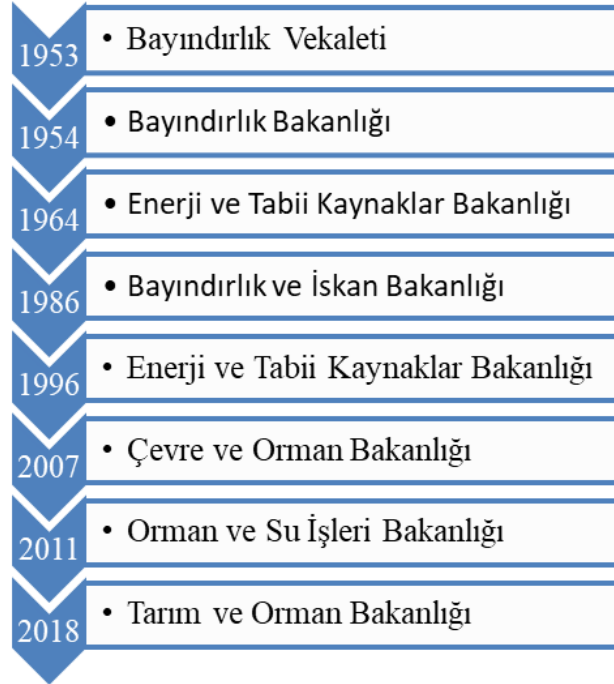 1953
• Bayındırlık Vekaleti
1954
• Bayındırlık Bakanlığı
1964
• Enerji ve Tabii Kaynaklar Bakanlığı
1986
• Bayındırlık ve İskan Bakanlığı
1996
• Enerji ve Tabii Kaynaklar Bakanlığı
2007
• Çevre ve Orman Bakanlığı
2011
• Orman ve Su İşleri Bakanlığı
2018
• Tarım ve Orman Bakanlığı